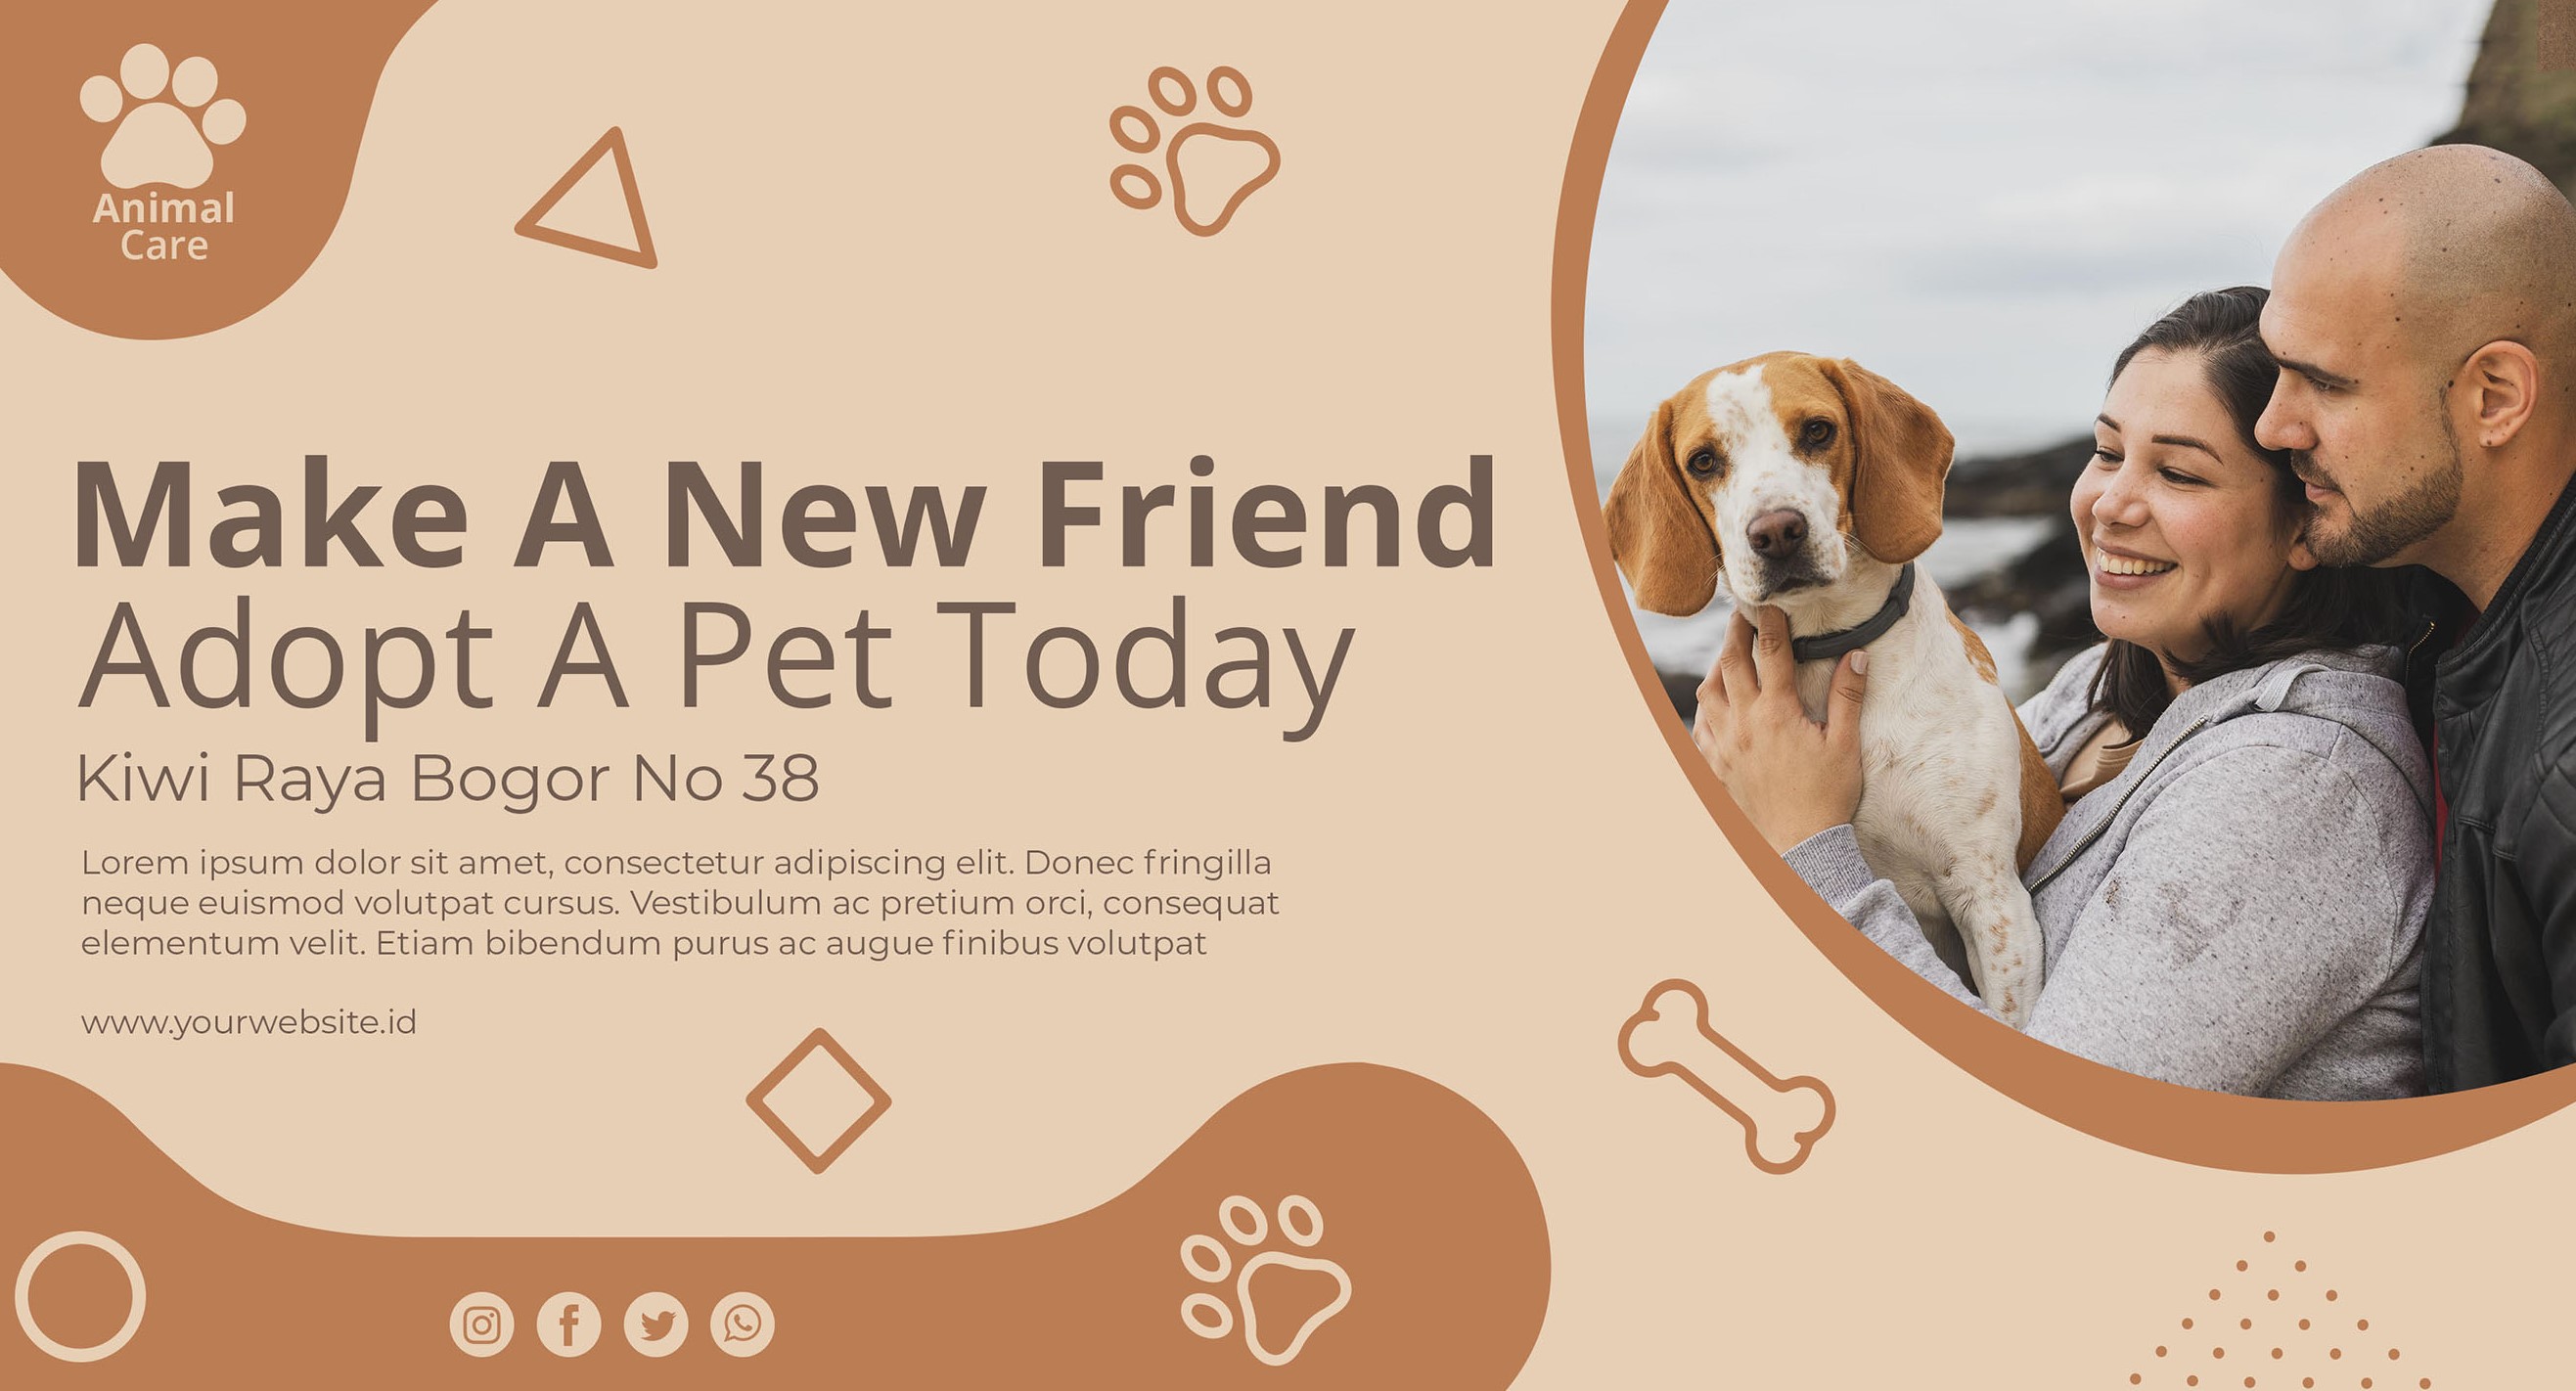 Animal
Care
Make A New Friend
Adopt A Pet Today
Kiwi Raya Bogor No 38
Lorem ipsum dolor sit amet, consectetur adipiscing elit. Donec fringilla
neque euismod volutpat cursus. Vestibulum ac pretium orci, consequat
elementum velit. Etiam bibendum purus ac augue finibus volutpat
www.yourwebsite.id